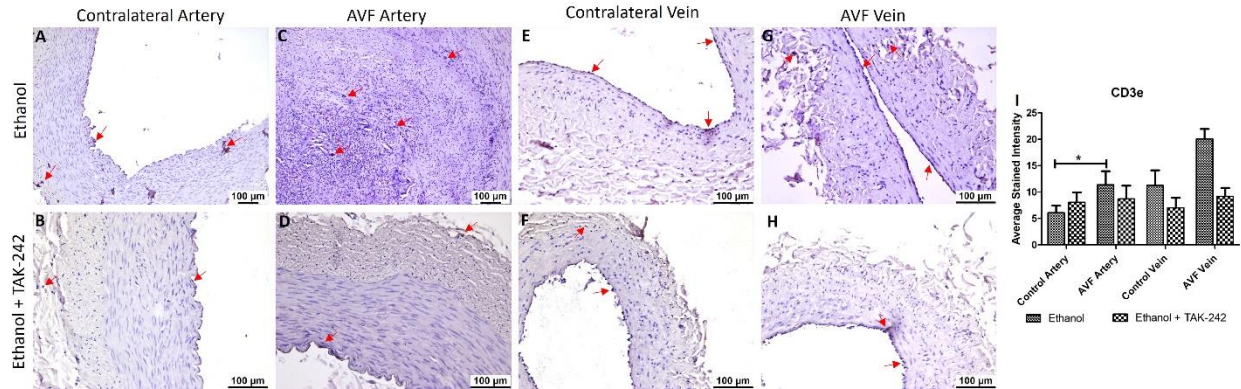 Contralateral Artery
AVF Artery
Contralateral Vein
AVF Vein
Ethanol
Ethanol + TAK-242
A
C
E
G
100 µm
100 µm
100 µm
100 µm
B
D
F
H
100 µm
100 µm
100 µm
100 µm
I
CD3e
Average Stained Intensity
25
20
15
10
5
0
*
Control Artery
AVF Artery
Control Vein
AVF Vein
Ethanol
Ethanol + TAK-242